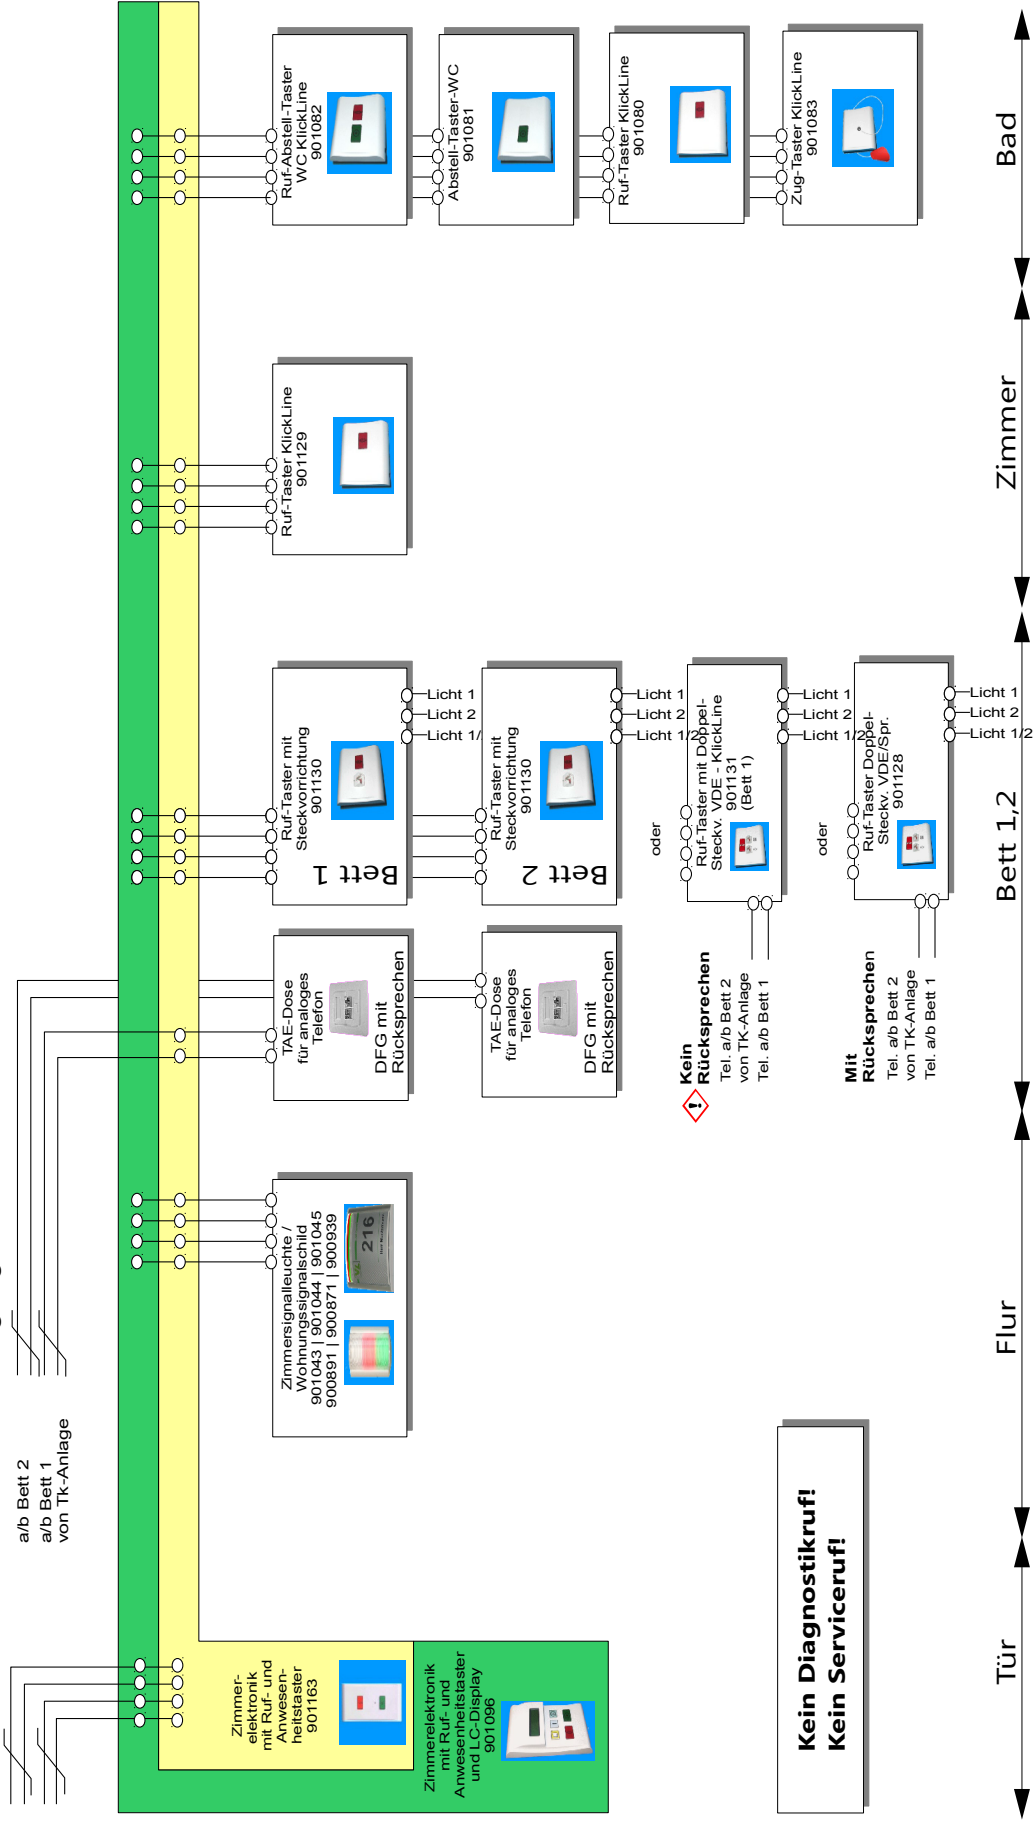 a/b Bett 2
a/b Bett 1
von Tk-Anlage
Zimmer-
elektronik
mit Ruf- und
Anwesen-
heitstaster
901163
Zimmerelektronik
mit Ruf- und
Anwesenheitstaster
und LC-Display
901096
Kein Diagnostikruf!
Kein Serviceruf!
Tür
Zimmersignalleuchte /
Wohnungssignalschild
901043 | 901044 | 901045
900891 | 900871 | 900939
216
Flur
TAE-Dose
für analoges
Telefon
DFG mit
Rücksprechen
TAE-Dose
für analoges
Telefon
DFG mit
Rücksprechen
Ruf-Taster mit
Steckvorrichtung
901130
Bett 1
Licht 1
Licht 2
Licht 1/
Ruf-Taster mit
Steckvorrichtung
901130
Bett 2
Licht 1
Licht 2
Licht 1/2
oder
Ruf-Taster mit Doppel-
Steckv. VDE - KlickLine
901131
(Bett 1)
Licht 1
Licht 2
Licht 1/2
Kein
Rücksprechen
Tel. a/b Bett 2
von TK-Anlage
Tel. a/b Bett 1
oder
Ruf-Taster Doppel-
Steckv. VDE/Spr.
901128
Licht 1
Licht 2
Licht 1/2
Mit
Rücksprechen
Tel. a/b Bett 2
von TK-Anlage
Tel. a/b Bett 1
Bett 1,2
Ruf-Taster KlickLine
901129
Zimmer
Ruf-Abstell-Taster
WC KlickLine
901082
Abstell-Taster-WC
901081
Ruf-Taster KlickLine
901080
Zug-Taster KlickLine
901083
Bad